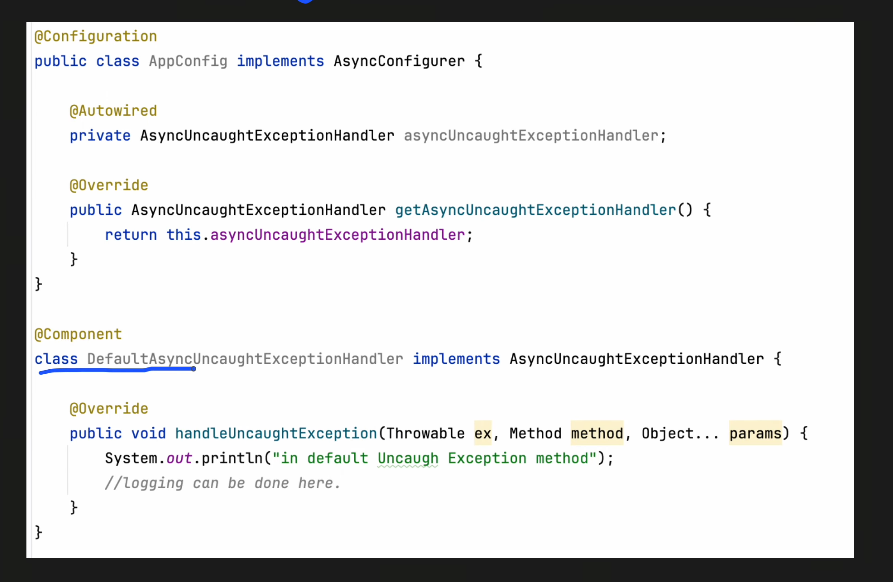 @Configuration
public class AppConfig implements AsyncConfigurer {
@Autowired
private AsyncUncaughtExceptionHandler asyncUncaughtExceptionHandler;
@Override
public AsyncUncaughtExceptionHandler getAsyncUncaughtExceptionHandler() {
return this.asyncUncaughtExceptionHandler;
}
}
@Component
class DefaultAsyncUncaughtExceptionHandler implements AsyncUncaughtExceptionHandler {
@Override
public void handleUncaughtException(Throwable ex, Method method, Object... params) {
System.out.println("in default Uncaugh Exception method");
//logging can be done here.
}
}